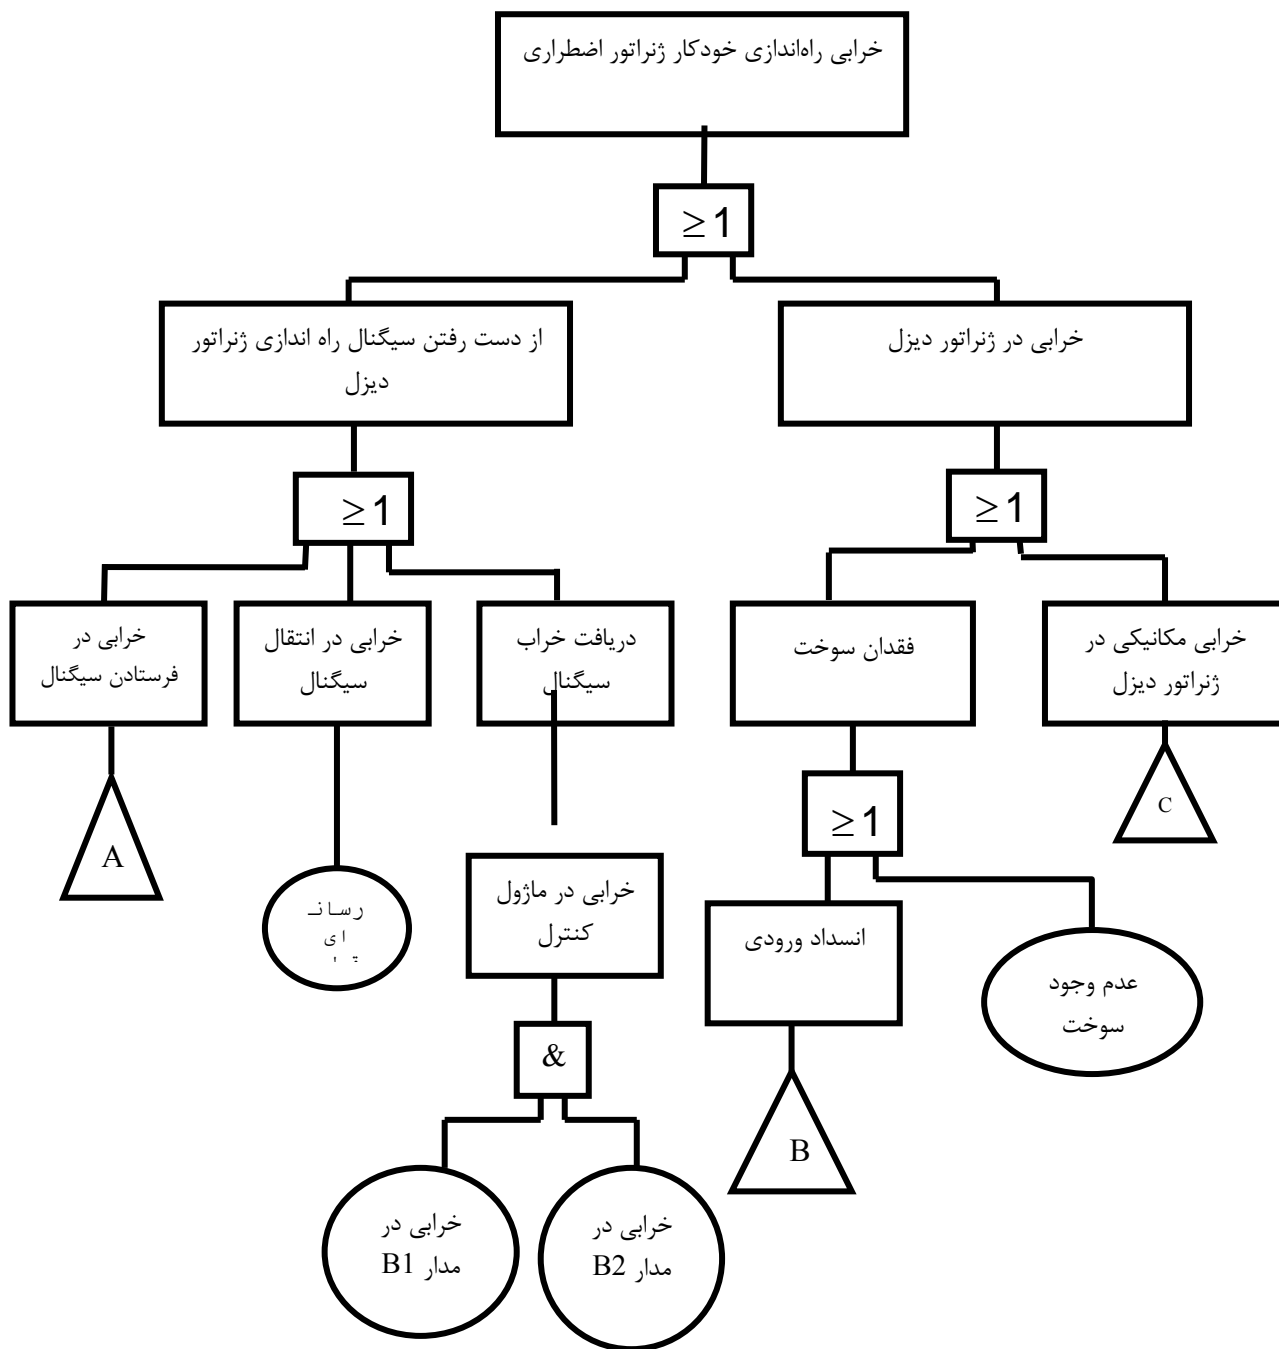 خرابی راه‌اندازی خودکار ژنراتور اضطراری
≥1
از دست رفتن سیگنال راه اندازی ژنراتور
دیزل
خرابی در ژنراتور دیزل
≥1
≥1
خرابی در
فرستادن سیگنال
خرابی در انتقال
سیگنال
دریافت خراب
سیگنال
فقدان سوخت
خرابی مکانیکی در
ژنراتور دیزل
A
رسانـ
ای
خرابی در ماژول
کنترل
≥1
C
انسداد ورودی
عدم وجود
سوخت
&
B
خرابی در
مدار B1
خرابی در
مدار B2